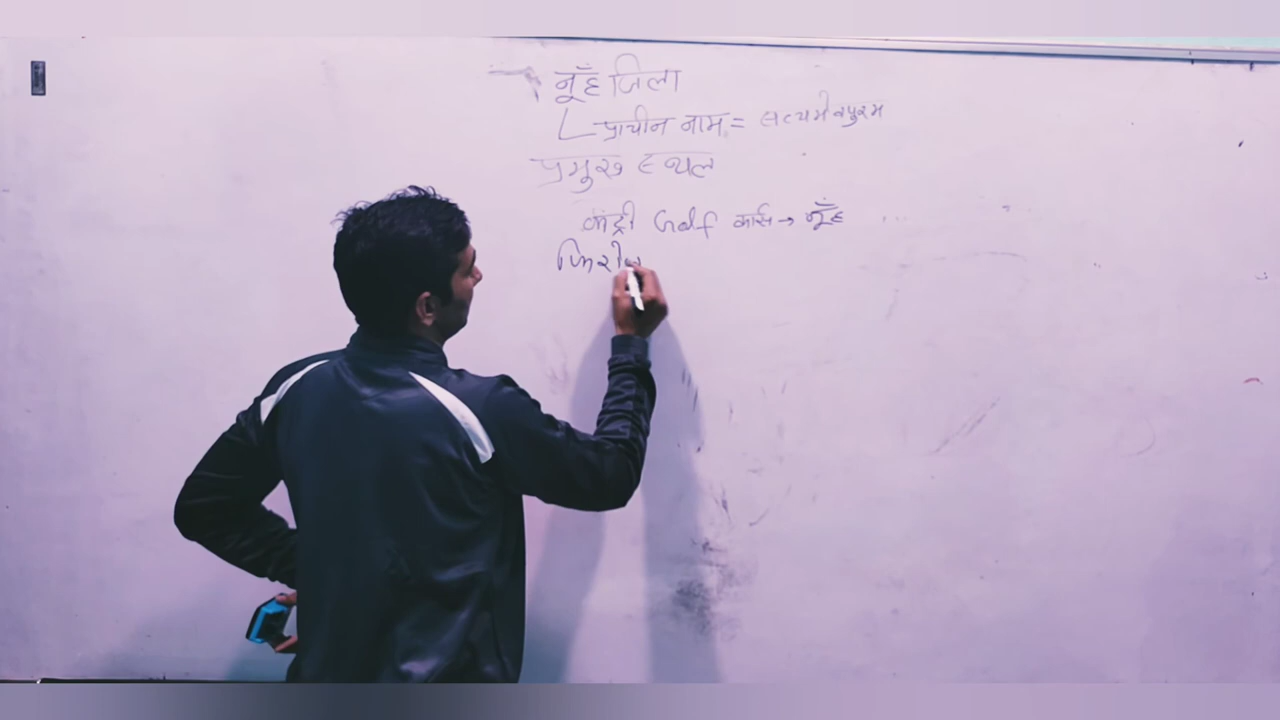 नूँह जिला
प्राचीन नाम = सत्यमेवपुरम
प्रमुख स्थल
कंट्री Golf कार्स → नूँह
फिरोज